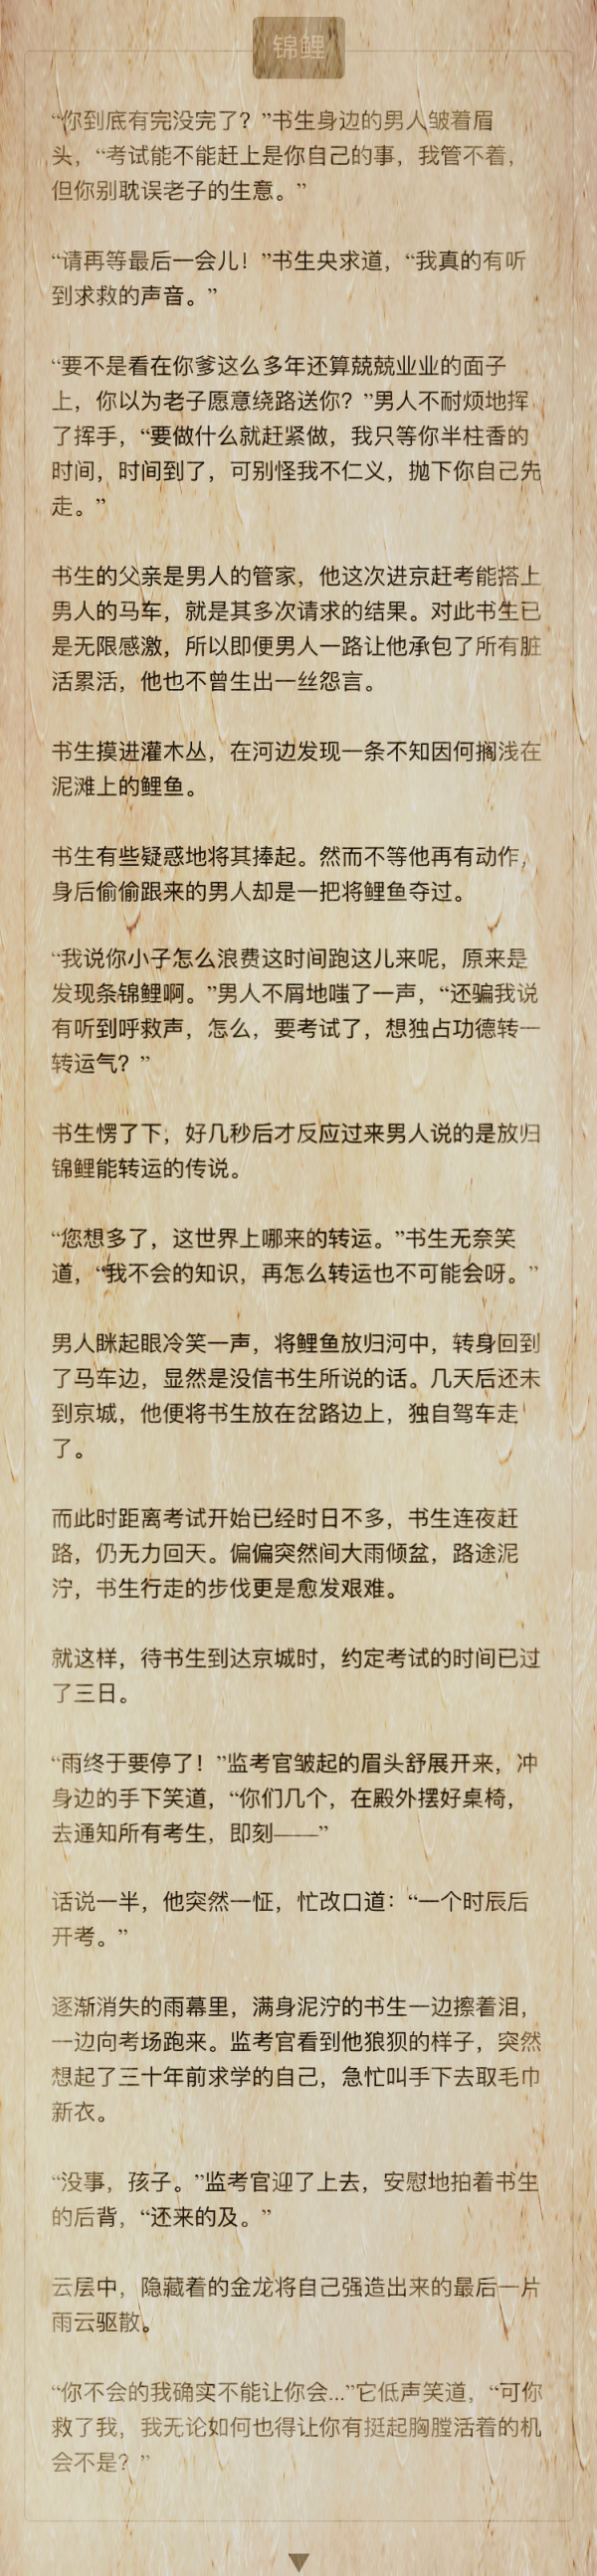 锦鲤
“你到底有完没完了？”书生身边的男人皱着眉
头，“考试能不能赶上是你自己的事，我管不着，
但你别耽误老子的生意。”
“请再等最后一会儿！”书生央求道，“我真的有听
到求救的声音。”
“要不是看在你爹这么多年还算兢兢业业的面子
上，你以为老子愿意绕路送你？”男人不耐烦地挥
了挥手，“要做什么就赶紧做，我只等你半柱香的
时间，时间到了，可别怪我不仁义，抛下你自己先
走。”
书生的父亲是男人的管家，他这次进京赶考能搭上
男人的马车，就是其多次请求的结果。对此书生已
是无限感激，所以即便男人一路让他承包了所有脏
活累活，他也不曾生出一丝怨言。
书生摸进灌木丛，在河边发现一条不知因何搁浅在
泥滩上的鲤鱼。
书生有些疑惑地将其捧起。然而不等他再有动作，
身后偷偷跟来的男人却是一把将鲤鱼夺过。
“我说你小子怎么浪费这时间跑这儿来呢，原来是
发现条锦鲤啊。”男人不屑地嗤了一声，“还骗我说
有听到呼救声，怎么，要考试了，想独占功德转一
转运气？”
书生愣了下，好几秒后才反应过来男人说的是放归
锦鲤能转运的传说。
“您想多了，这世界上哪来的转运。”书生无奈笑
道，“我不会的知识，再怎么转运也不可能会呀。”
男人眯起眼冷笑一声，将鲤鱼放归河中，转身回到
了马车边，显然是没信书生所说的话。几天后还未
到京城，他便将书生放在岔路边上，独自驾车走
了。
而此时距离考试开始已经时日不多，书生连夜赶
路，仍无力回天。偏偏突然间大雨倾盆，路途泥
泞，书生行走的步伐更是愈发艰难。
就这样，待书生到达京城时，约定考试的时间已过
了三日。
“雨终于要停了！”监考官皱起的眉头舒展开来，冲
身边的手下笑道，“你们几个，在殿外摆好桌椅，
去通知所有考生，即刻——”
话说一半，他突然一怔，忙改口道：“一个时辰后
开考。”
逐渐消失的雨幕里，满身泥泞的书生一边擦着泪，
一边向考场跑来。监考官看到他狼狈的样子，突然
想起了三十年前求学的自己，急忙叫手下去取毛巾
新衣。
“没事，孩子。”监考官迎了上去，安慰地拍着书生
的后背，“还来的及。”
云层中，隐藏着的金龙将自己强造出来的最后一片
雨云驱散。
“你不会的我确实不能让你会...”它低声笑道，“可你
救了我，我无论如何也得让你有挺起胸膛活着的机
会不是？”